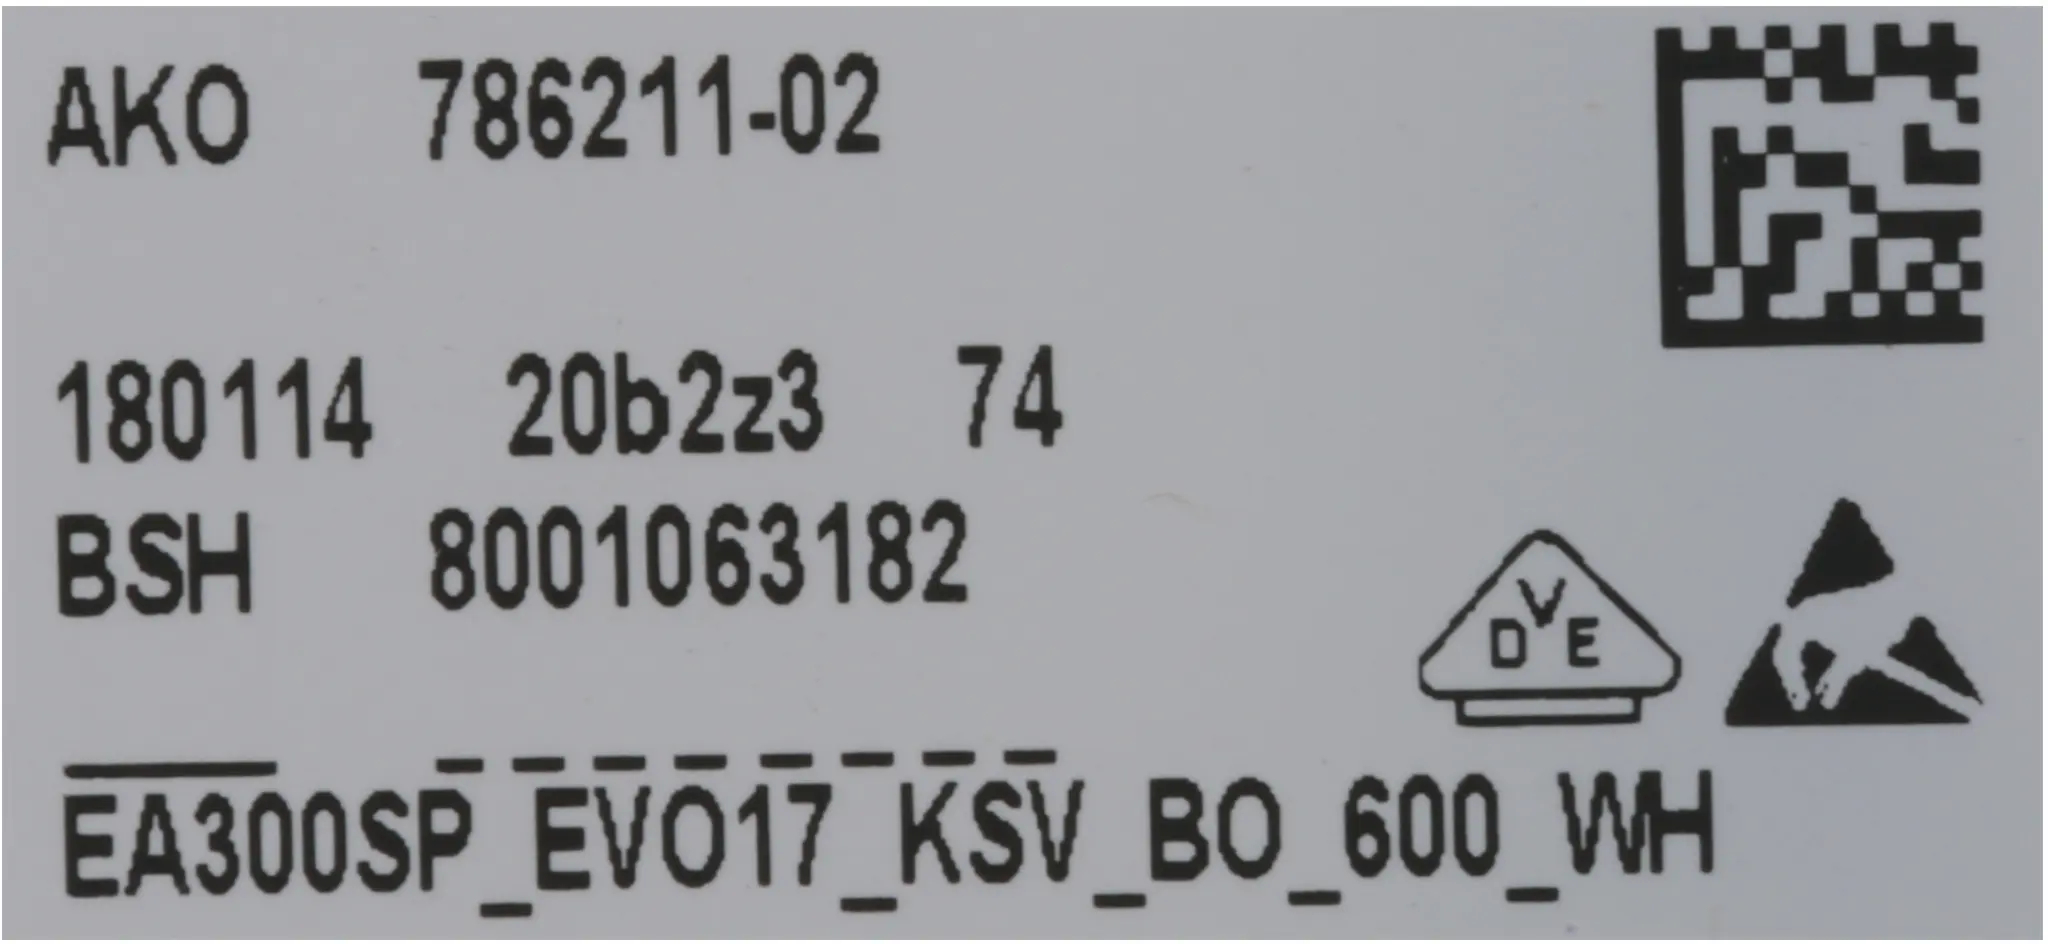 AKO 786211-02
180114 20b2z3 74
BSH 8001063182
DVE
EA300SP_EVO17_KSV_BO_600_WH